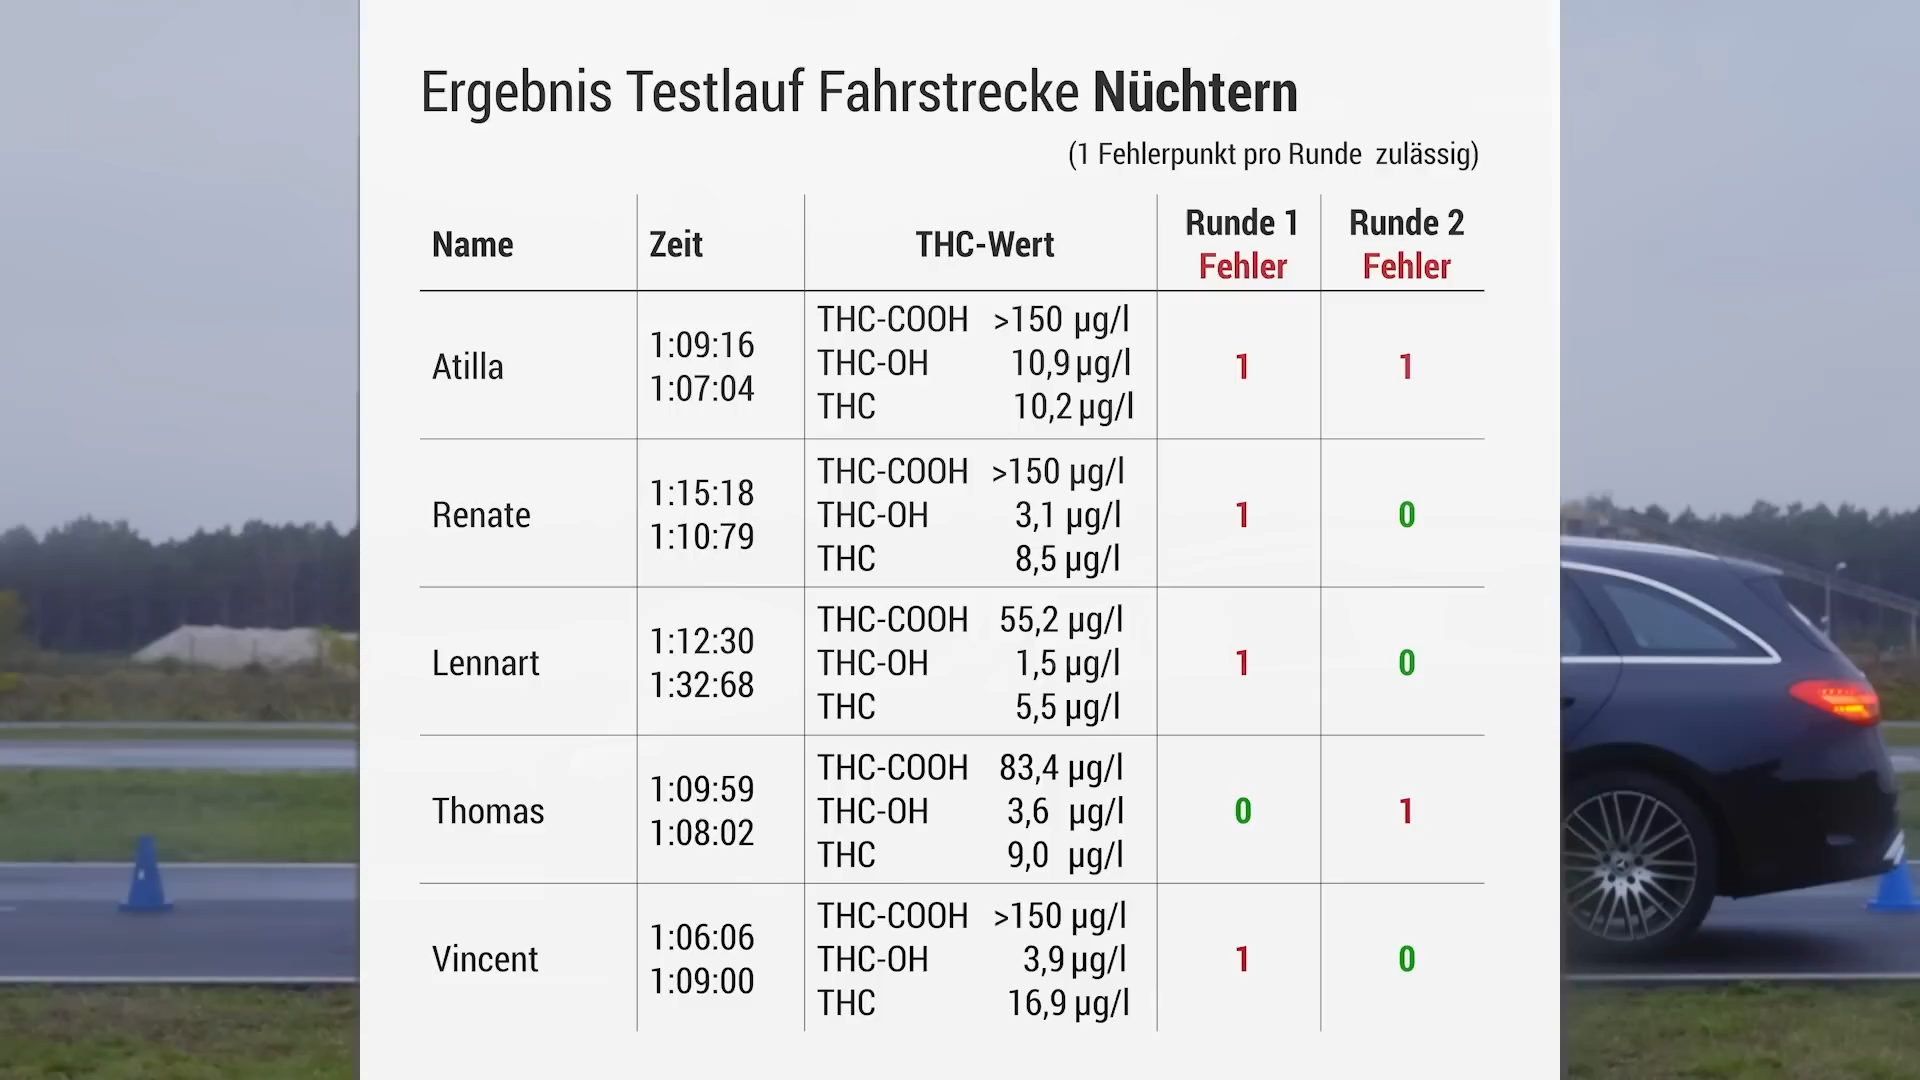 Ergebnis Testlauf Fahrstrecke Nüchtern
(1 Fehlerpunkt pro Runde zulässig)
Name Zeit THC-Wert Runde 1 Fehler Runde 2 Fehler
Atilla
1:09:16
1:07:04
THC-COOH >150 µg/l
THC-OH 10,9 µg/l
THC 10,2 µg/l
1 1
Renate
1:15:18
1:10:79
THC-COOH >150 µg/l
THC-OH 3,1 µg/l
THC 8,5 µg/l
1 0
Lennart
1:12:30
1:32:68
THC-COOH 55,2 µg/l
THC-OH 1,5 µg/l
THC 5,5 µg/l
1 0
Thomas
1:09:59
1:08:02
THC-COOH 83,4 µg/l
THC-OH 3,6 µg/l
THC 9,0 µg/l
0 1
Vincent
1:06:06
1:09:00
THC-COOH >150 µg/l
THC-OH 3,9 µg/l
THC 16,9 µg/l
1 0